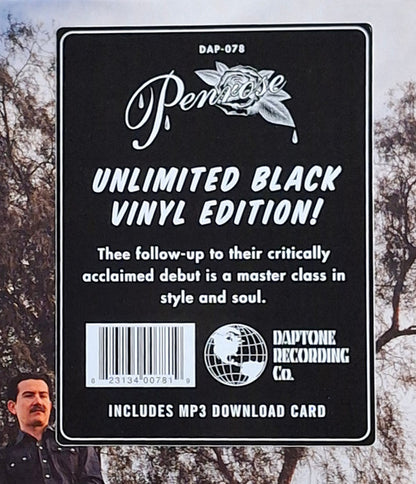 DAP-078
Penrose
UNLIMITED BLACK
VINYL EDITION!
Thee follow-up to their critically
acclaimed debut is a master class in
style and soul.
0 23134 00781 9
DAPTONE
RECORDING
Co.
INCLUDES MP3 DOWNLOAD CARD